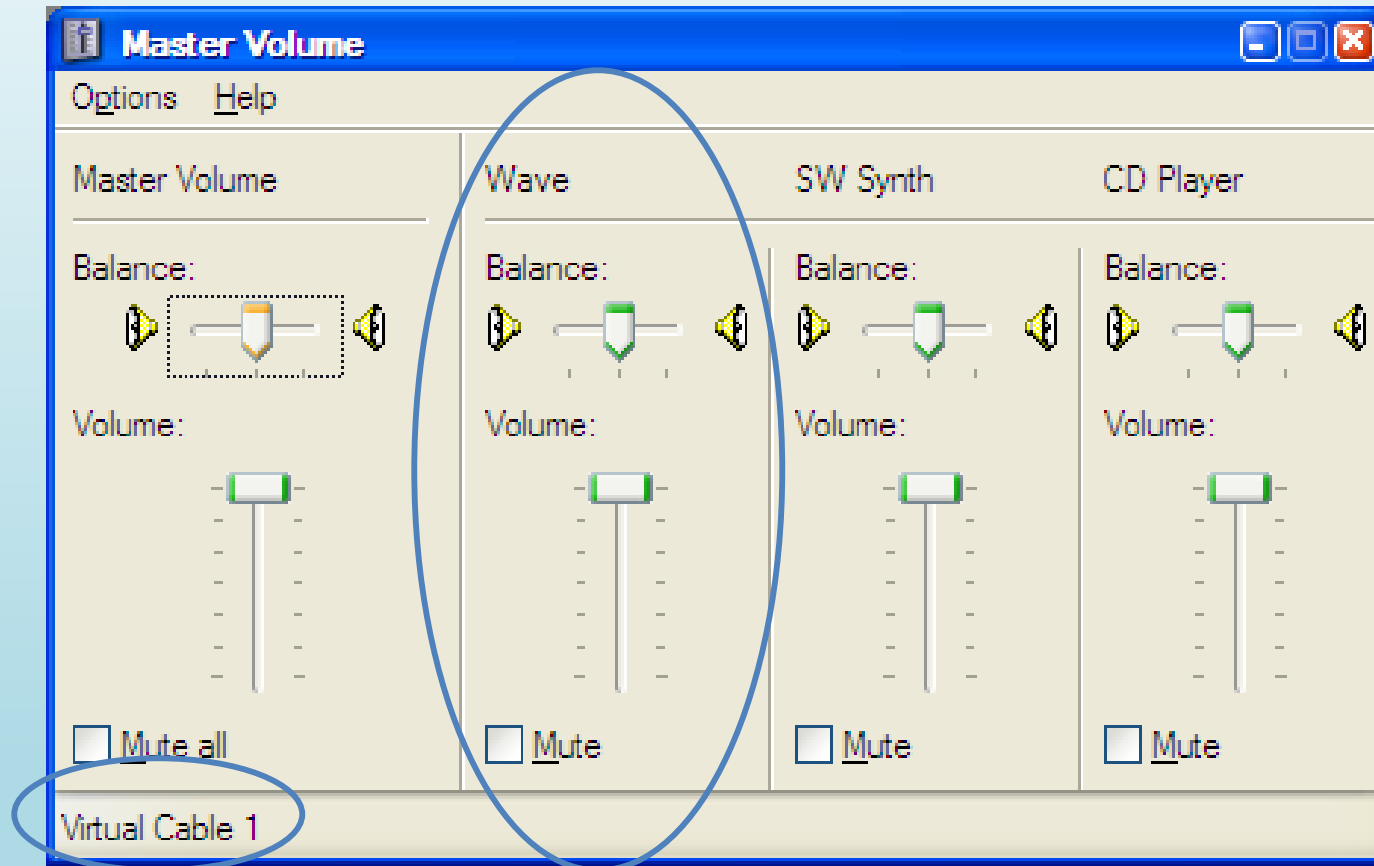 Master Volume
Options Help
Master Volume Wave SW Synth CD Player
Balance: Balance: Balance: Balance:
Volume: Volume: Volume: Volume:
Mute all Mute Mute Mute
Virtual Cable 1